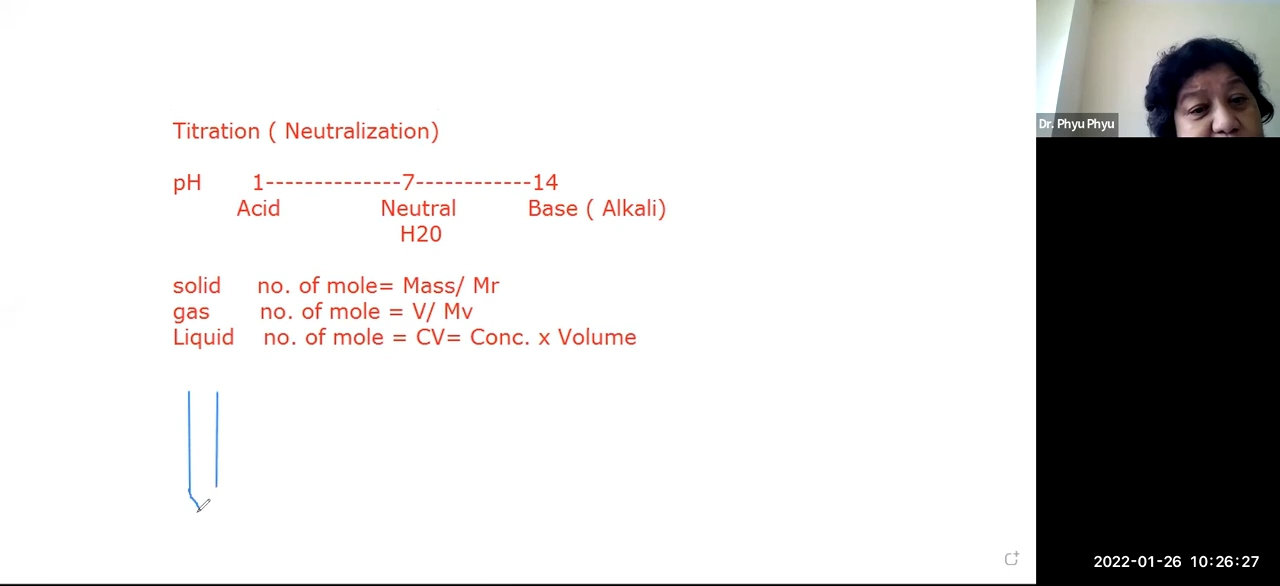 Titration ( Neutralization)
pH 1--------------7------------14
Acid Neutral Base ( Alkali)
H20
solid no. of mole= Mass/ Mr
gas no. of mole = V/ Mv
Liquid no. of mole = CV= Conc. x Volume
Dr. Phyu Phyu
2022-01-26 10:26:27